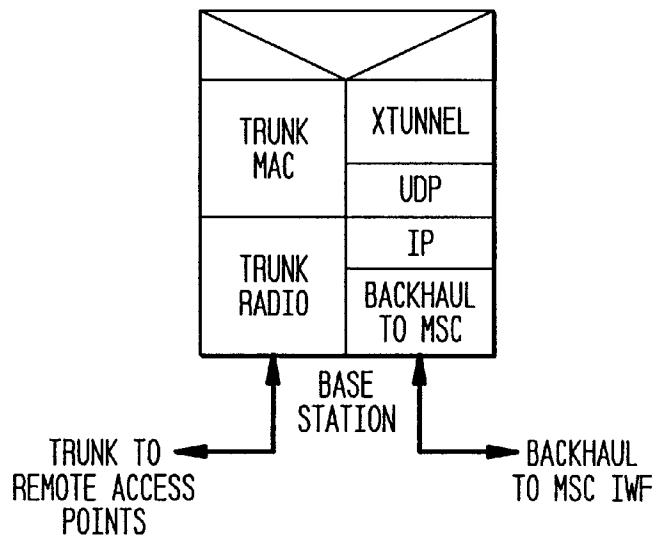 TRUNK
MAC
XTUNNEL
UDP
IP
TRUNK
RADIO
BACKHAUL
TO MSC
BASE
STATION
TRUNK TO
REMOTE ACCESS
POINTS
BACKHAUL
TO MSC IWF